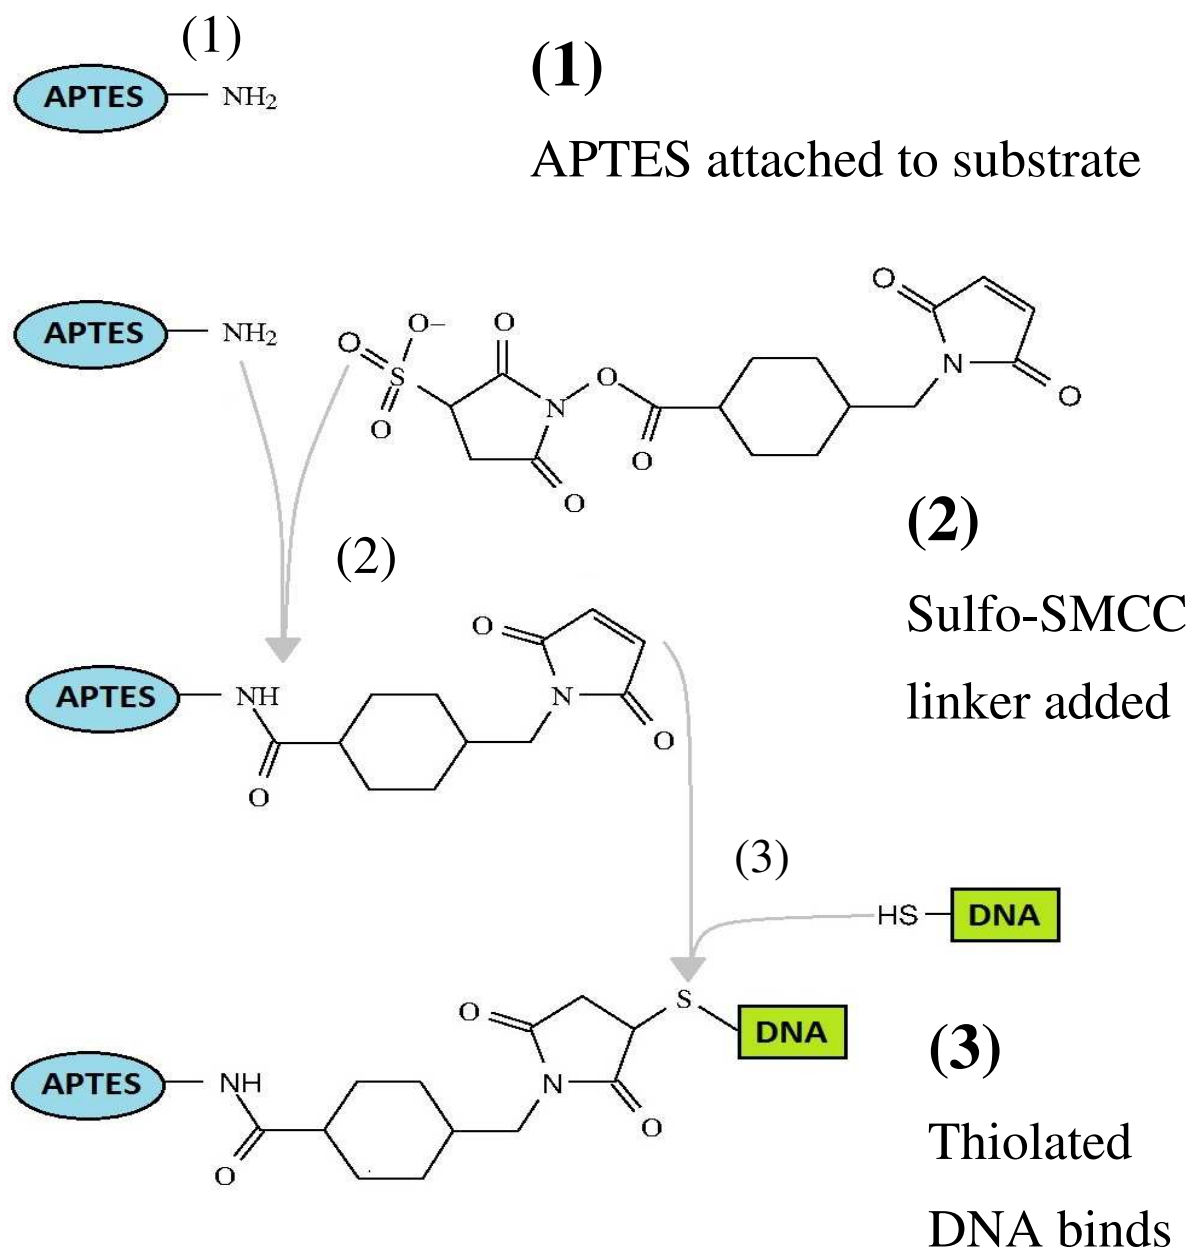 (1)
(1)
APTES
NH2
APTES attached to substrate
O
O
O–
O
APTES
NH2
O
S
O
N
N
O
O
O
O
(2)
(2)
Sulfo-SMCC
O
APTES
NH
N
linker added
O
O
(3)
HS
DNA
S
O
DNA
(3)
APTES
NH
N
O
Thiolated
O
DNA binds